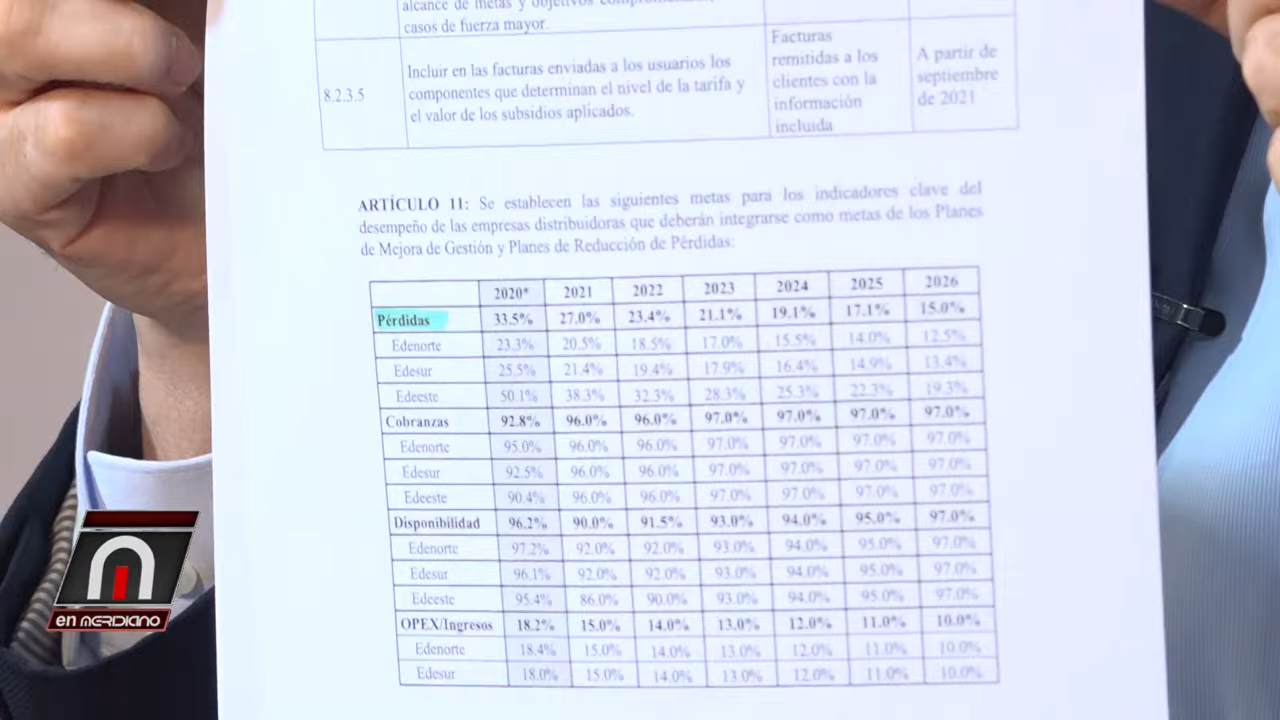 alcance de metas y objetivos
casos de fuerza mayor.
8.2.3.5
Incluir en las facturas enviadas a los usuarios los
componentes que determinan el nivel de la tarifa y
el valor de los subsidios aplicados.
Facturas
remitidas a los
clientes con la
información
incluida
A partir de
septiembre
de 2021
ARTÍCULO 11: Se establecen las siguientes metas para los indicadores clave del
desempeño de las empresas distribuidoras que deberán integrarse como metas de los Planes
de Mejora de Gestión y Planes de Reducción de Pérdidas:
2020* 2021 2022 2023 2024 2025 2026
Pérdidas 33.5% 27.0% 23.4% 21.1% 19.1% 17.1% 15.0%
Edenorte 23.3% 20.5% 18.5% 17.0% 15.5% 14.0% 12.5%
Edesur 25.5% 21.4% 19.4% 17.9% 16.4% 14.9% 13.4%
Edeeste 50.1% 38.3% 32.3% 28.3% 25.3% 22.3% 19.3%
Cobranzas 92.8% 96.0% 96.0% 97.0% 97.0% 97.0% 97.0%
Edenorte 95.0% 96.0% 96.0% 97.0% 97.0% 97.0% 97.0%
Edesur 92.5% 96.0% 96.0% 97.0% 97.0% 97.0% 97.0%
Edeeste 90.4% 96.0% 96.0% 97.0% 97.0% 97.0% 97.0%
Disponibilidad 96.2% 90.0% 91.5% 93.0% 94.0% 95.0% 97.0%
Edenorte 97.2% 92.0% 92.0% 93.0% 94.0% 95.0% 97.0%
Edesur 96.1% 92.0% 92.0% 93.0% 94.0% 95.0% 97.0%
Edeeste 95.4% 86.0% 90.0% 93.0% 94.0% 95.0% 97.0%
OPEX/Ingresos 18.2% 15.0% 14.0% 13.0% 12.0% 11.0% 10.0%
Edenorte 18.4% 15.0% 14.0% 13.0% 12.0% 11.0% 10.0%
Edesur 18.0% 15.0% 14.0% 13.0% 12.0% 11.0% 10.0%
en MERIDIANO